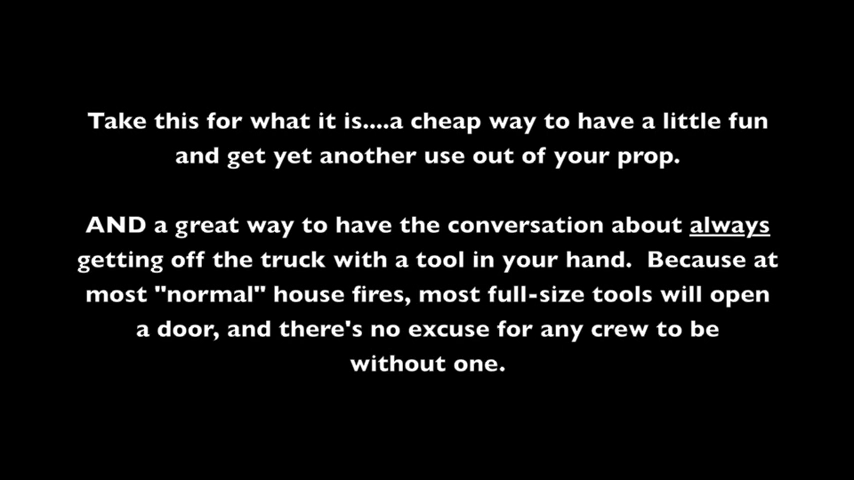 Take this for what it is....a cheap way to have a little fun
and get yet another use out of your prop.
AND a great way to have the conversation about always
getting off the truck with a tool in your hand.  Because at
most "normal" house fires, most full-size tools will open
a door, and there's no excuse for any crew to be
without one.